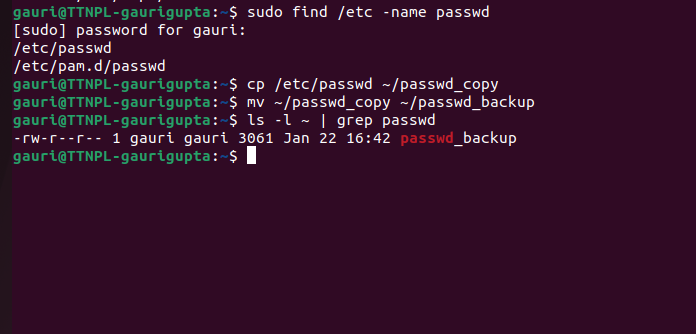 gauri@TTNPL-gaurigupta:~$ sudo find /etc -name passwd
[sudo] password for gauri:
/etc/passwd
/etc/pam.d/passwd
gauri@TTNPL-gaurigupta:~$ cp /etc/passwd ~/passwd_copy
gauri@TTNPL-gaurigupta:~$ mv ~/passwd_copy ~/passwd_backup
gauri@TTNPL-gaurigupta:~$ ls -l ~ | grep passwd
-rw-r--r-- 1 gauri gauri 3061 Jan 22 16:42 passwd_backup
gauri@TTNPL-gaurigupta:~$